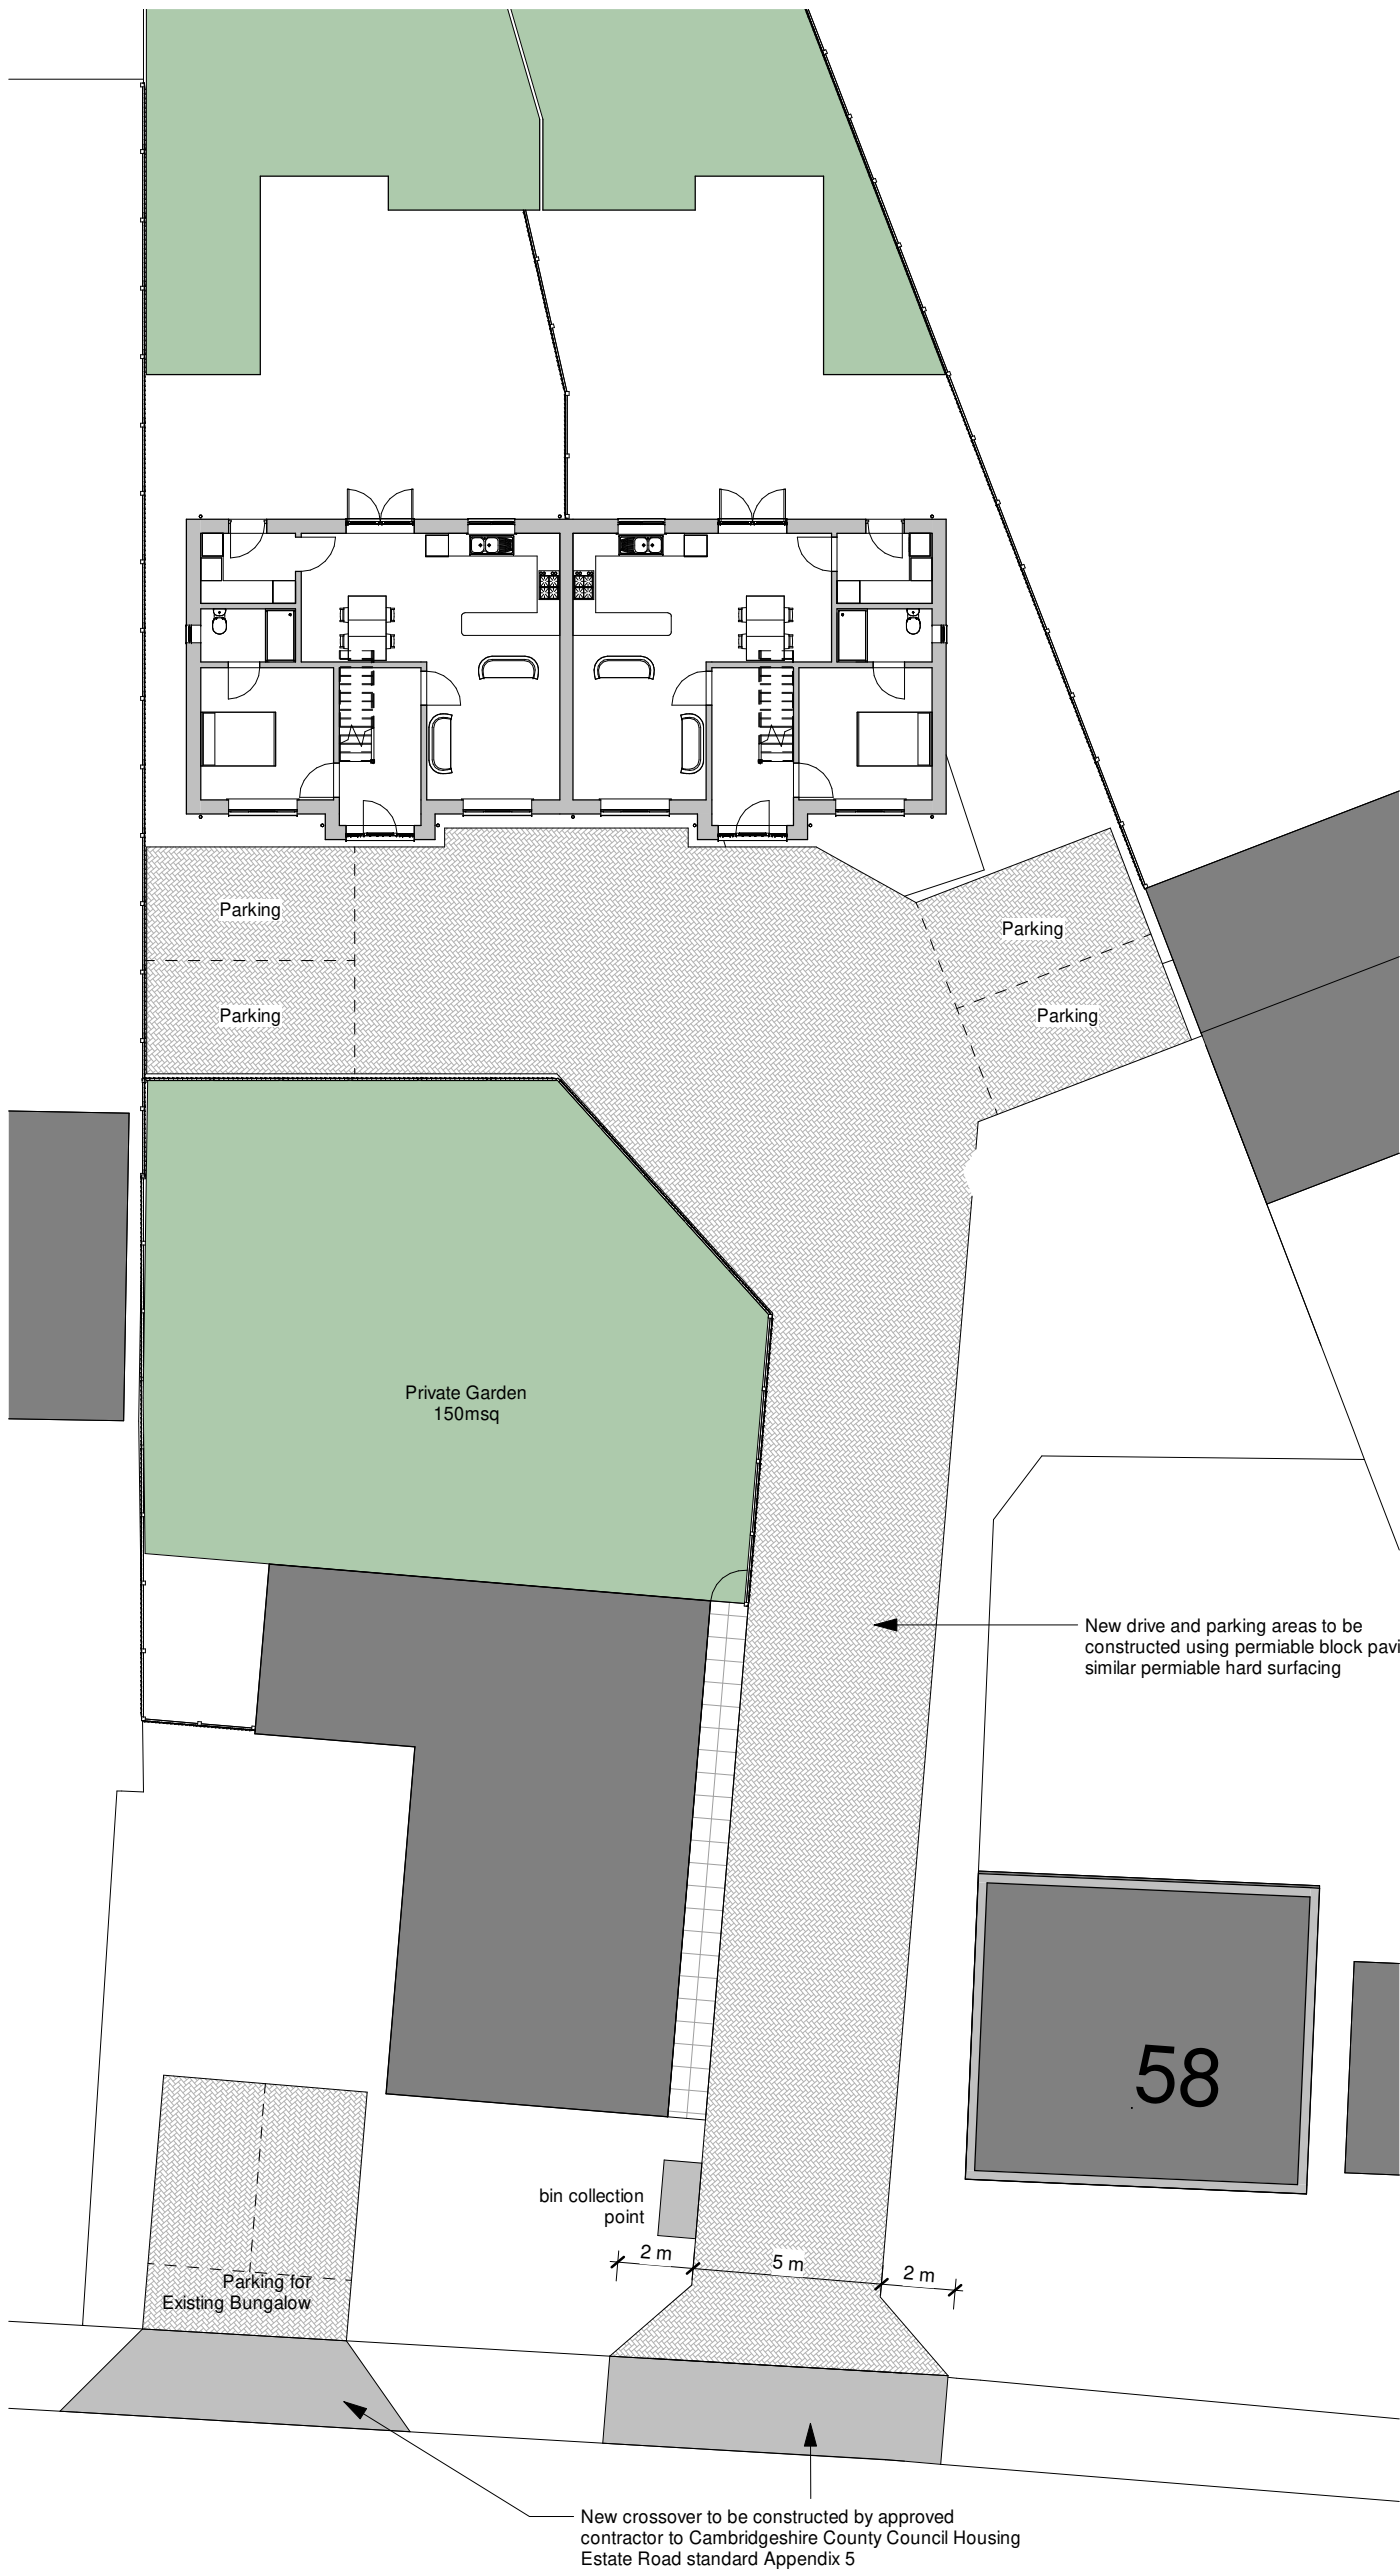 Parking
Parking
Parking
Parking
Private Garden
150msq
New drive and parking areas to be
constructed using permiable block pavi
similar permiable hard surfacing
58
bin collection
point
2 m
5 m
2 m
Parking for
Existing Bungalow
New crossover to be constructed by approved
contractor to Cambridgeshire County Council Housing
Estate Road standard Appendix 5